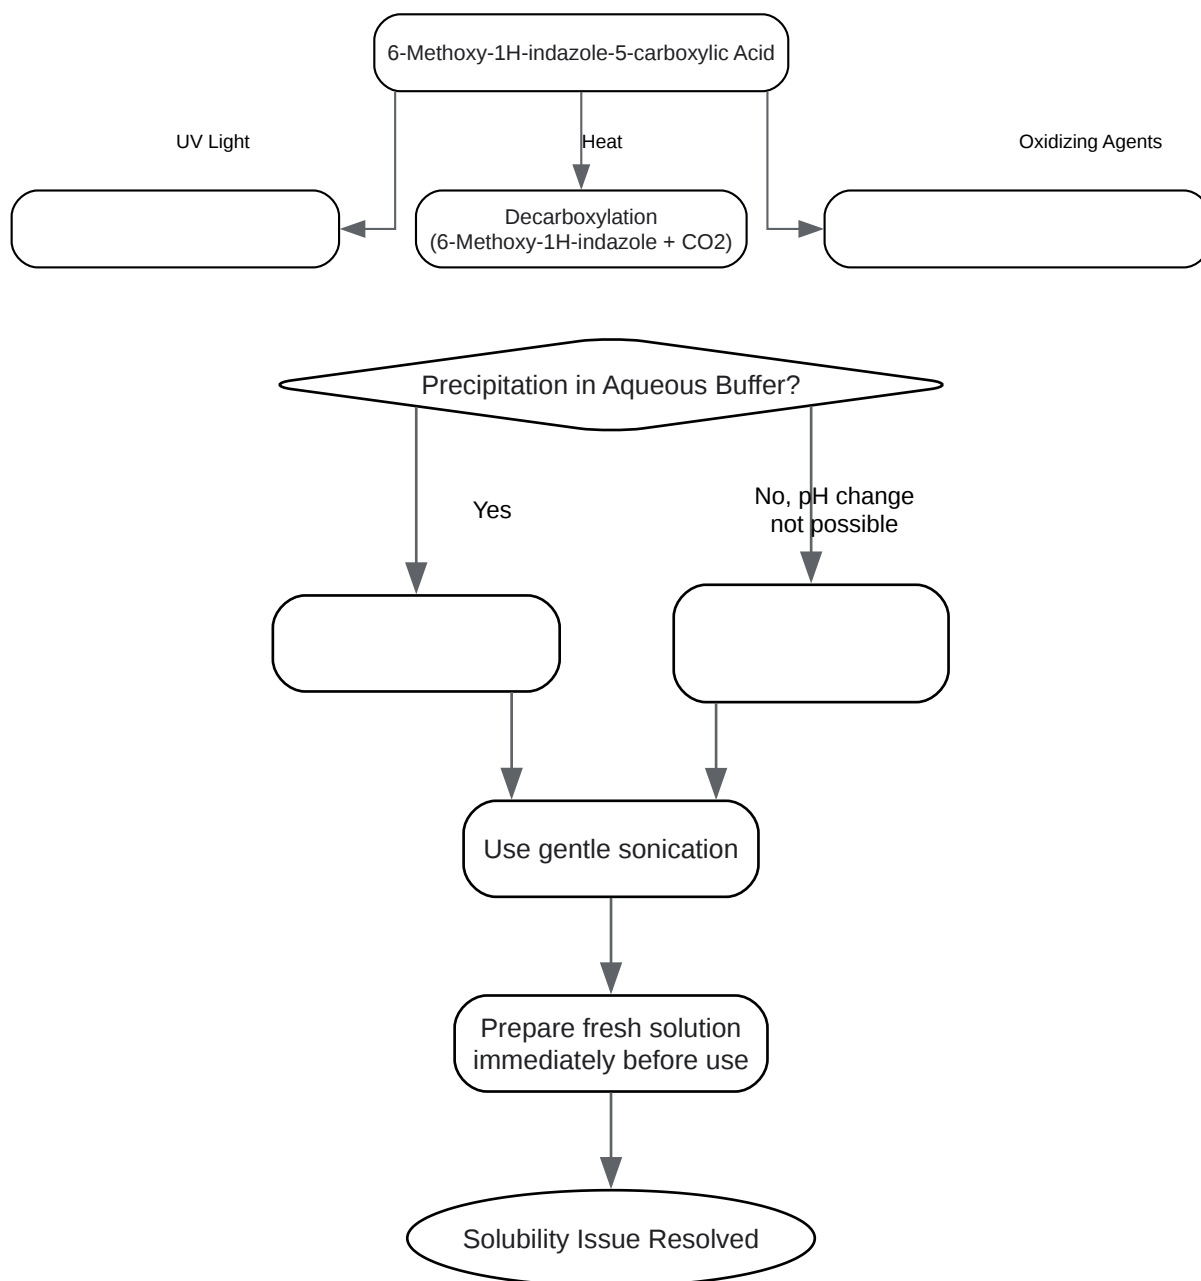 6-Methoxy-1H-indazole-5-carboxylic Acid
UV Light
Heat
Oxidizing Agents
Decarboxylation
(6-Methoxy-1H-indazole + CO2)
Precipitation in Aqueous Buffer?
Yes
No, pH change
not possible
Use gentle sonication
Prepare fresh solution
immediately before use
Solubility Issue Resolved